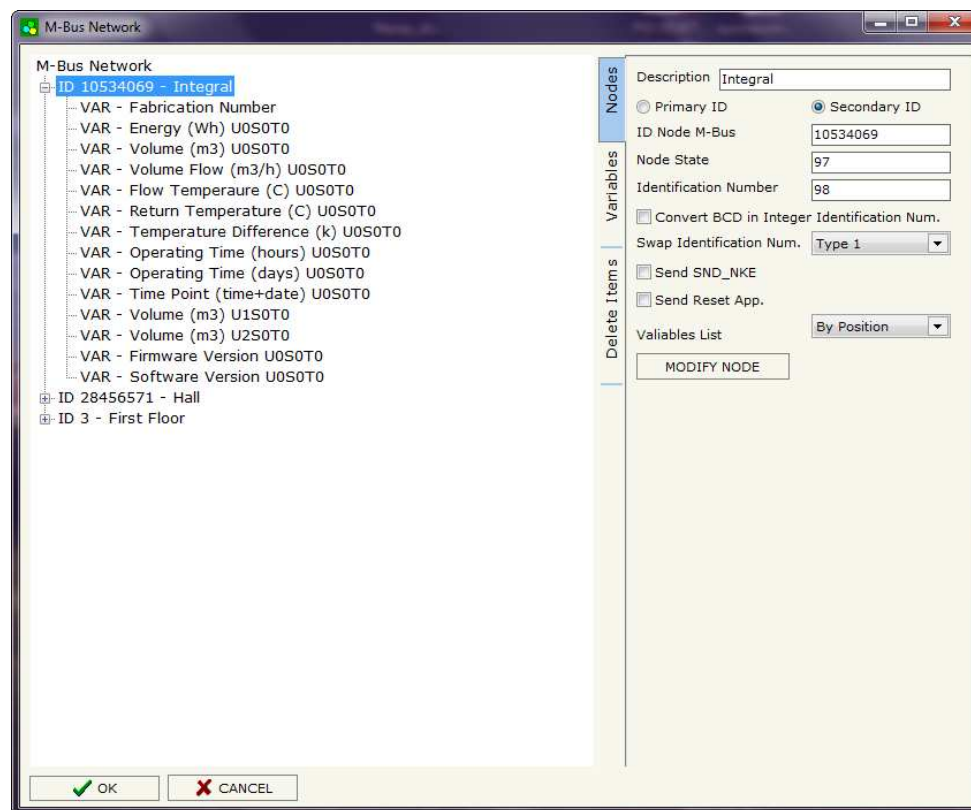 M-Bus Network
M-Bus Network
ID 10534069 - Integral
VAR - Fabrication Number
VAR - Energy (Wh) U0S0T0
VAR - Volume (m3) U0S0T0
VAR - Volume Flow (m3/h) U0S0T0
VAR - Flow Temperaure (C) U0S0T0
VAR - Return Temperature (C) U0S0T0
VAR - Temperature Difference (k) U0S0T0
VAR - Operating Time (hours) U0S0T0
VAR - Operating Time (days) U0S0T0
VAR - Time Point (time+date) U0S0T0
VAR - Volume (m3) U1S0T0
VAR - Volume (m3) U2S0T0
VAR - Firmware Version U0S0T0
VAR - Software Version U0S0T0
ID 28456571 - Hall
ID 3 - First Floor
Nodes
Variables
Delete Items
Description Integral
Primary ID Secondary ID
ID Node M-Bus 10534069
Node State 97
Identification Number 98
Convert BCD in Integer Identification Num.
Swap Identification Num. Type 1
Send SND_NKE
Send Reset App.
Valiables List By Position
MODIFY NODE
OK CANCEL